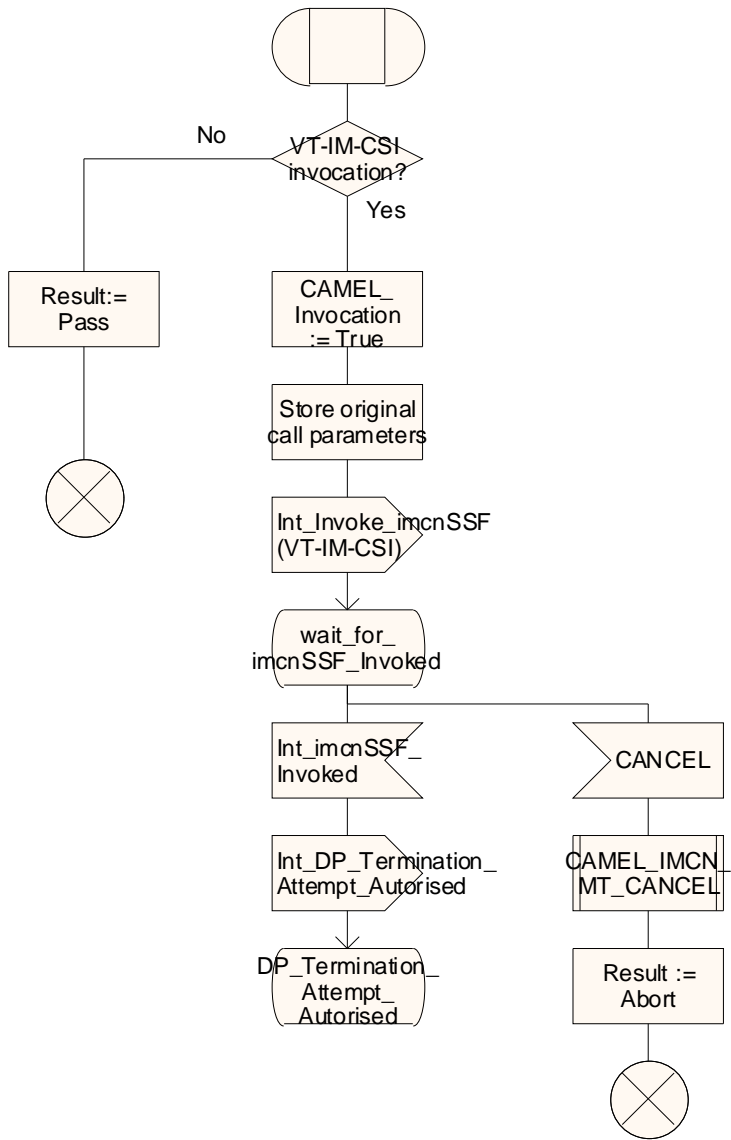 VT-IM-CSI
invocation?
No
Yes
Result:=
Pass
CAMEL_
Invocation
:= True
Store original
call parameters
Int_Invoke_imcnSSF
(VT-IM-CSI)
wait_for_
imcnSSF_Invoked
Int_imcnSSF_
Invoked
CANCEL
Int_DP_Termination_
Attempt_Autorised
CAMEL_IMCN_
MT_CANCEL
DP_Termination_
Attempt_
Autorised
Result :=
Abort